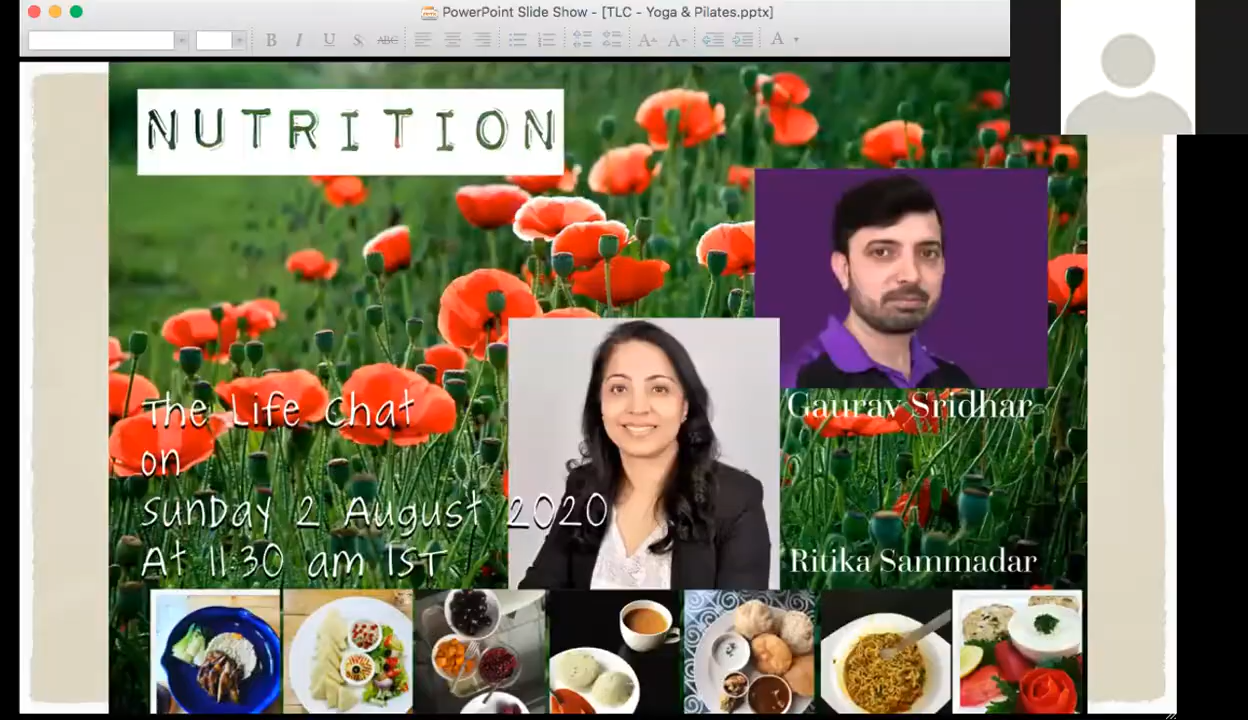 PowerPoint Slide Show - [TLC - Yoga & Pilates.pptx]
B I U S ABC A A A
NUTRITION
Gaurav Sridhar
The Life Chat
on
Sunday 2 August 2020
At 11:30 am IST
Ritika Sammadar